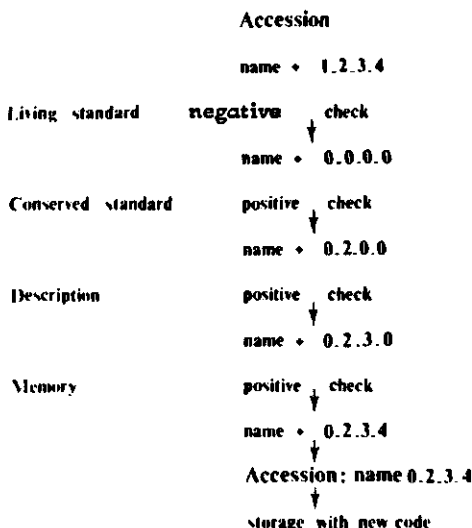 Accession
name + 1.2.3.4
Living standard negative check
name + 0.0.0.0
Conserved standard positive check
name + 0.2.0.0
Description positive check
name + 0.2.3.0
Memory positive check
name + 0.2.3.4
Accession: name 0.2.3.4
storage with new code